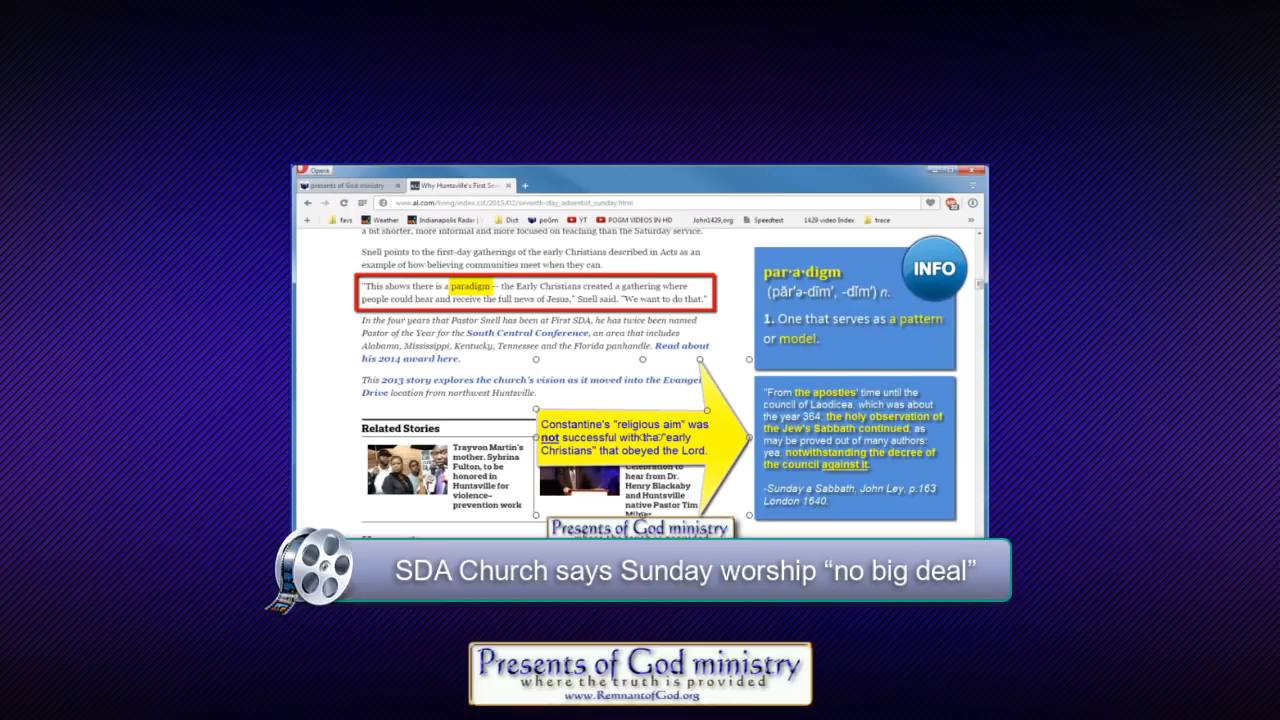 Opera
presents of God ministry
Why Huntsville's First Sev
www.al.com/living/index.ssf/2015/02/seventh-day_adventist_sunday.html
favs Weather Indianapolis Radar | Dict poGm YT POGM VIDEOS IN HD John1429,org Speedtest 1429 video Index trace
a bit shorter, more informal and more focused on teaching than the Saturday service.
Snell points to the first-day gatherings of the early Christians described in Acts as an
example of how believing communities meet when they can.
"This shows there is a paradigm -- the Early Christians created a gathering where
people could hear and receive the full news of Jesus," Snell said. "We want to do that."
In the four years that Pastor Snell has been at First SDA, he has twice been named
Pastor of the Year for the South Central Conference, an area that includes
Alabama, Mississippi, Kentucky, Tennessee and the Florida panhandle. Read about
his 2014 award here.
This 2013 story explores the church's vision as it moved into the Evangel
Drive location from northwest Huntsville.
Related Stories
Trayvon Martin's
mother, Sybrina
Fulton, to be
honored in
Huntsville for
violence-
prevention work
Celebration to
hear from Dr.
Henry Blackaby
and Huntsville
native Pastor Tim
Constantine's "religious aim" was
not successful with the "early
Christians" that obeyed the Lord.
INFO
par·a·digm
(păr′ə-dīm′, -dĭm′) n.
1. One that serves as a pattern
or model.
"From the apostles' time until the
council of Laodicea, which was about
the year 364, the holy observation of
the Jew's Sabbath continued, as
may be proved out of many authors:
yea, notwithstanding the decree of
the council against it.
-Sunday a Sabbath, John Ley, p.163
London 1640.
Presents of God ministry
SDA Church says Sunday worship “no big deal”
Presents of God ministry
where the truth is provided
www.RemnantofGod.org